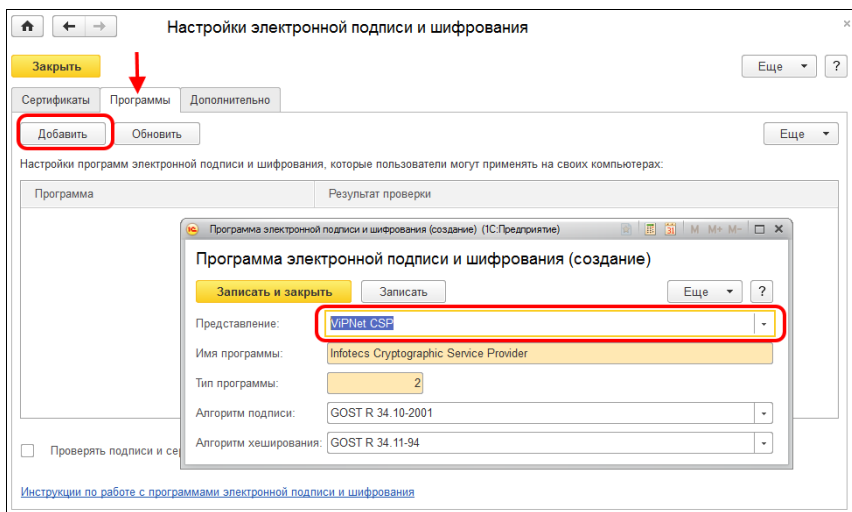 Настройки электронной подписи и шифрования
Закрыть
Еще
?
Сертификаты Программы Дополнительно
Добавить Обновить
Еще
Настройки программ электронной подписи и шифрования, которые пользователи могут применять на своих компьютерах:
Программа Результат проверки
Программа электронной подписи и шифрования (создание) (1С:Предприятие)
31 M M+ M-
Программа электронной подписи и шифрования (создание)
Записать и закрыть Записать Еще ?
Представление: ViPNet CSP
Имя программы: Infotecs Cryptographic Service Provider
Тип программы: 2
Алгоритм подписи: GOST R 34.10-2001
Алгоритм хеширования: GOST R 34.11-94
Проверять подписи и
Инструкции по работе с программами электронной подписи и шифрования